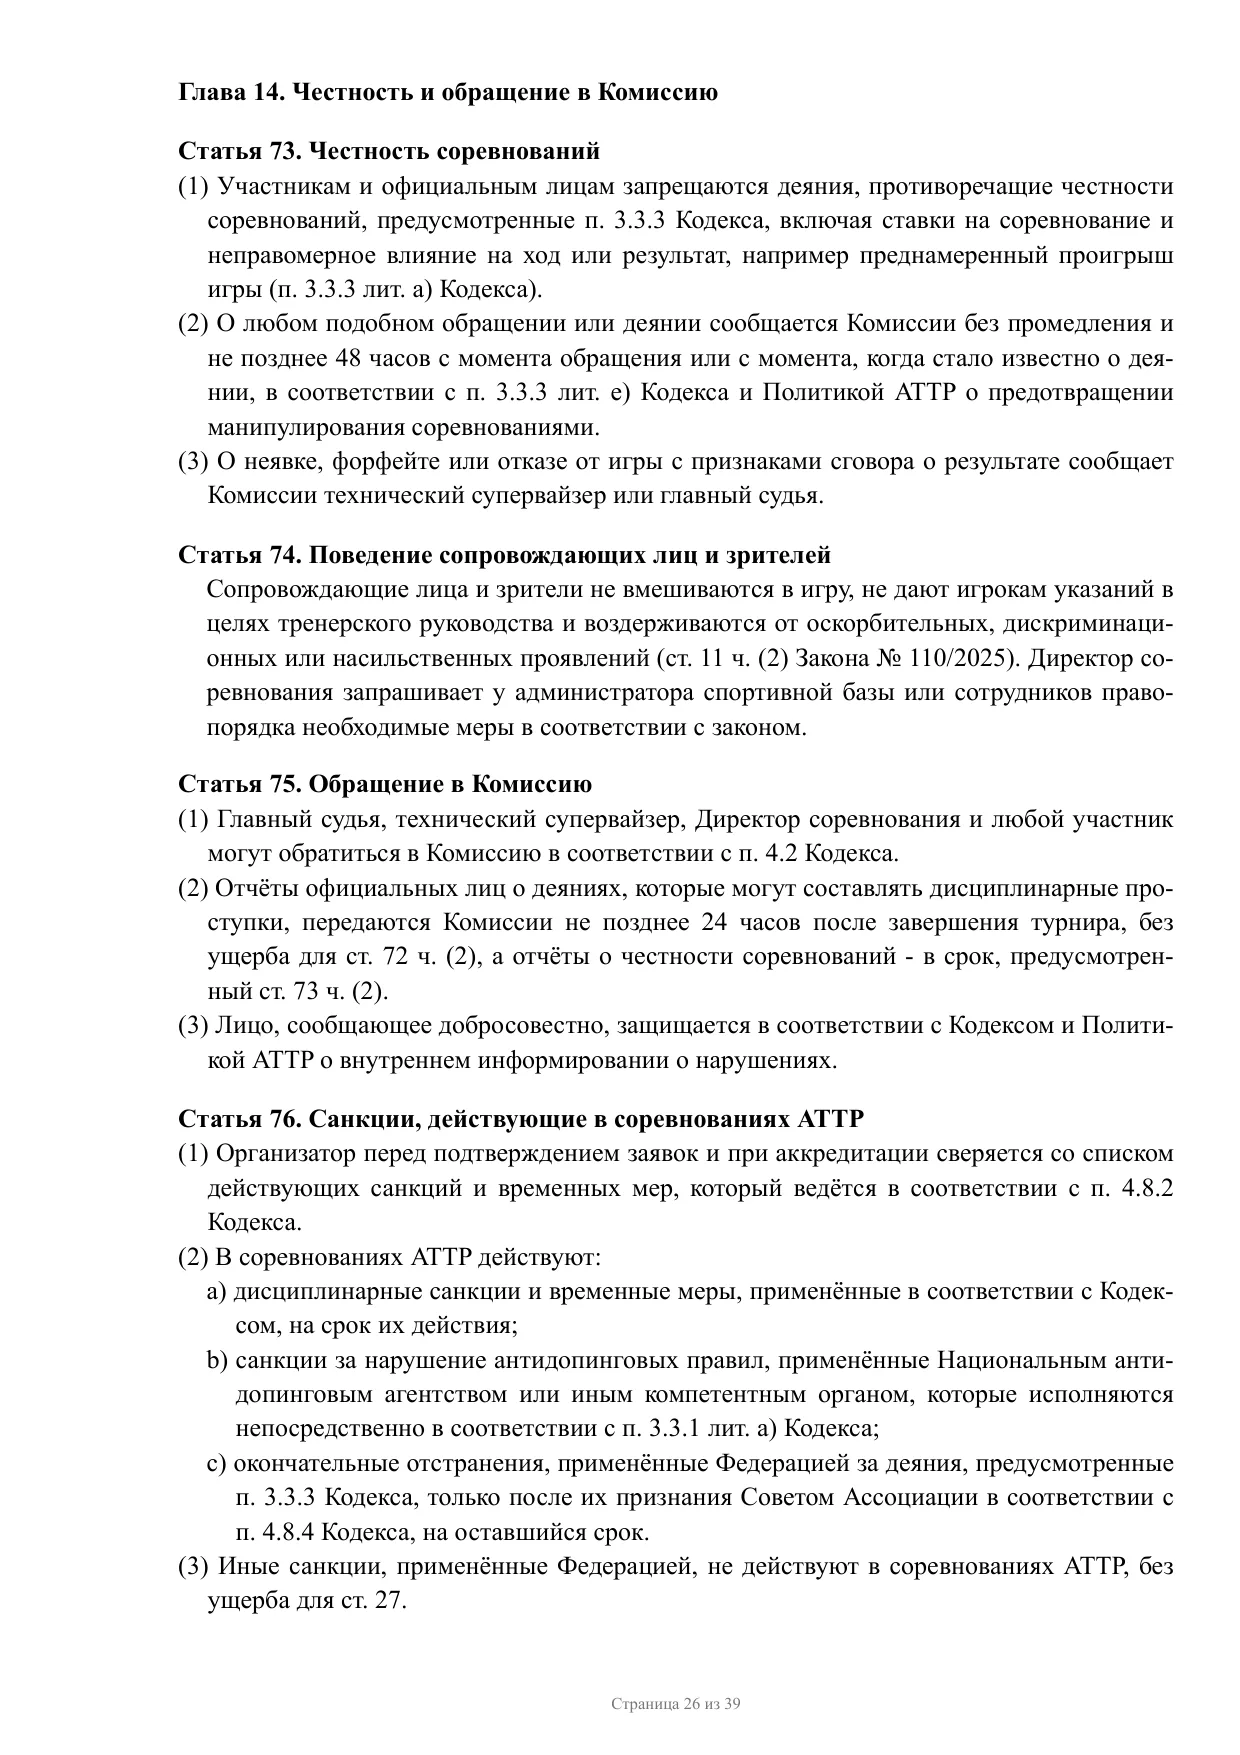 Глава 14. Честность и обращение в Комиссию
Статья 73. Честность соревнований
(1) Участникам и официальным лицам запрещаются деяния, противоречащие честности
соревнований, предусмотренные п. 3.3.3 Кодекса, включая ставки на соревнование и
неправомерное влияние на ход или результат, например преднамеренный проигрыш
игры (п. 3.3.3 лит. a) Кодекса).
(2) О любом подобном обращении или деянии сообщается Комиссии без промедления и
не позднее 48 часов с момента обращения или с момента, когда стало известно о дея-
нии, в соответствии с п. 3.3.3 лит. e) Кодекса и Политикой АТТР о предотвращении
манипулирования соревнованиями.
(3) О неявке, форфейте или отказе от игры с признаками сговора о результате сообщает
Комиссии технический супервайзер или главный судья.
Статья 74. Поведение сопровождающих лиц и зрителей
Сопровождающие лица и зрители не вмешиваются в игру, не дают игрокам указаний в
целях тренерского руководства и воздерживаются от оскорбительных, дискриминаци-
онных или насильственных проявлений (ст. 11 ч. (2) Закона № 110/2025). Директор со-
ревнования запрашивает у администратора спортивной базы или сотрудников право-
порядка необходимые меры в соответствии с законом.
Статья 75. Обращение в Комиссию
(1) Главный судья, технический супервайзер, Директор соревнования и любой участник
могут обратиться в Комиссию в соответствии с п. 4.2 Кодекса.
(2) Отчёты официальных лиц о деяниях, которые могут составлять дисциплинарные про-
ступки, передаются Комиссии не позднее 24 часов после завершения турнира, без
ущерба для ст. 72 ч. (2), а отчёты о честности соревнований - в срок, предусмотрен-
ный ст. 73 ч. (2).
(3) Лицо, сообщающее добросовестно, защищается в соответствии с Кодексом и Полити-
кой АТТР о внутреннем информировании о нарушениях.
Статья 76. Санкции, действующие в соревнованиях АТТР
(1) Организатор перед подтверждением заявок и при аккредитации сверяется со списком
действующих санкций и временных мер, который ведётся в соответствии с п. 4.8.2
Кодекса.
(2) В соревнованиях АТТР действуют:
a) дисциплинарные санкции и временные меры, применённые в соответствии с Кодек-
сом, на срок их действия;
b) санкции за нарушение антидопинговых правил, применённые Национальным анти-
допинговым агентством или иным компетентным органом, которые исполняются
непосредственно в соответствии с п. 3.3.1 лит. a) Кодекса;
c) окончательные отстранения, применённые Федерацией за деяния, предусмотренные
п. 3.3.3 Кодекса, только после их признания Советом Ассоциации в соответствии с
п. 4.8.4 Кодекса, на оставшийся срок.
(3) Иные санкции, применённые Федерацией, не действуют в соревнованиях АТТР, без
ущерба для ст. 27.
Страница 26 из 39